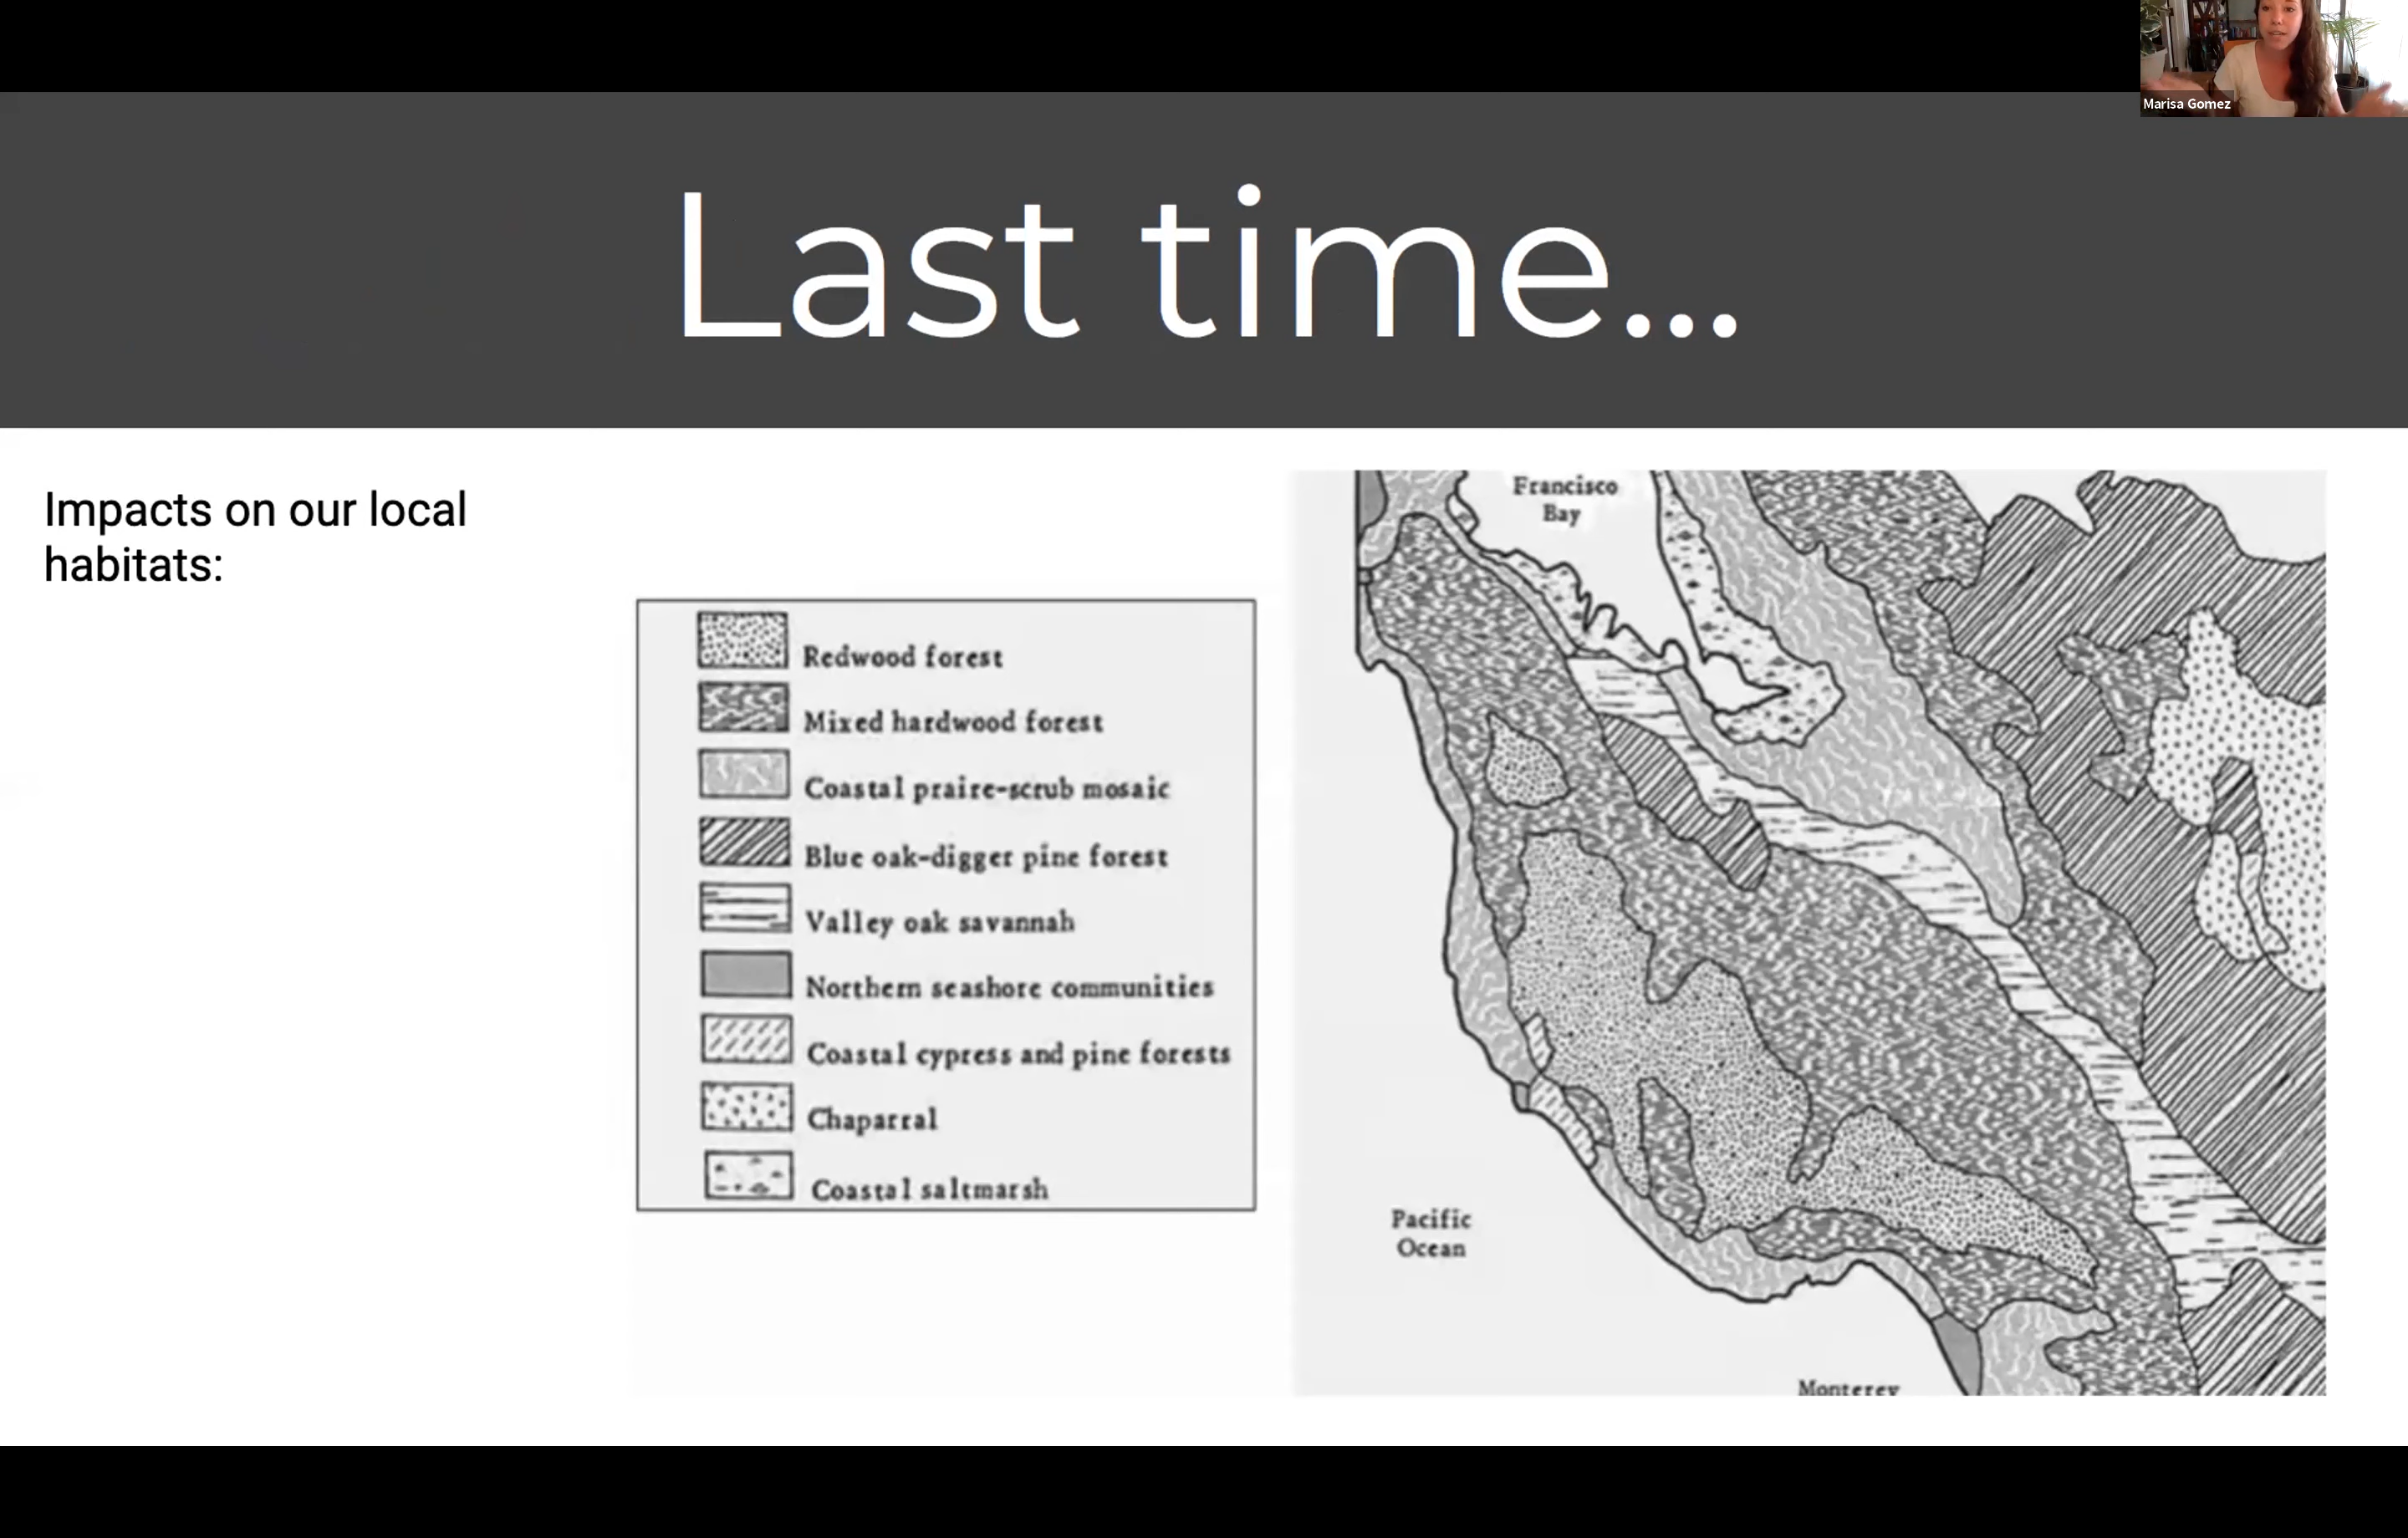 Marisa Gomez
Last time...
Impacts on our local
habitats:
Redwood forest
Mixed hardwood forest
Coastal praire-scrub mosaic
Blue oak-digger pine forest
Valley oak savannah
Northern seashore communities
Coastal cypress and pine forests
Chaparral
Coastal saltmarsh
Francisco
Bay
Pacific
Ocean
Monterey